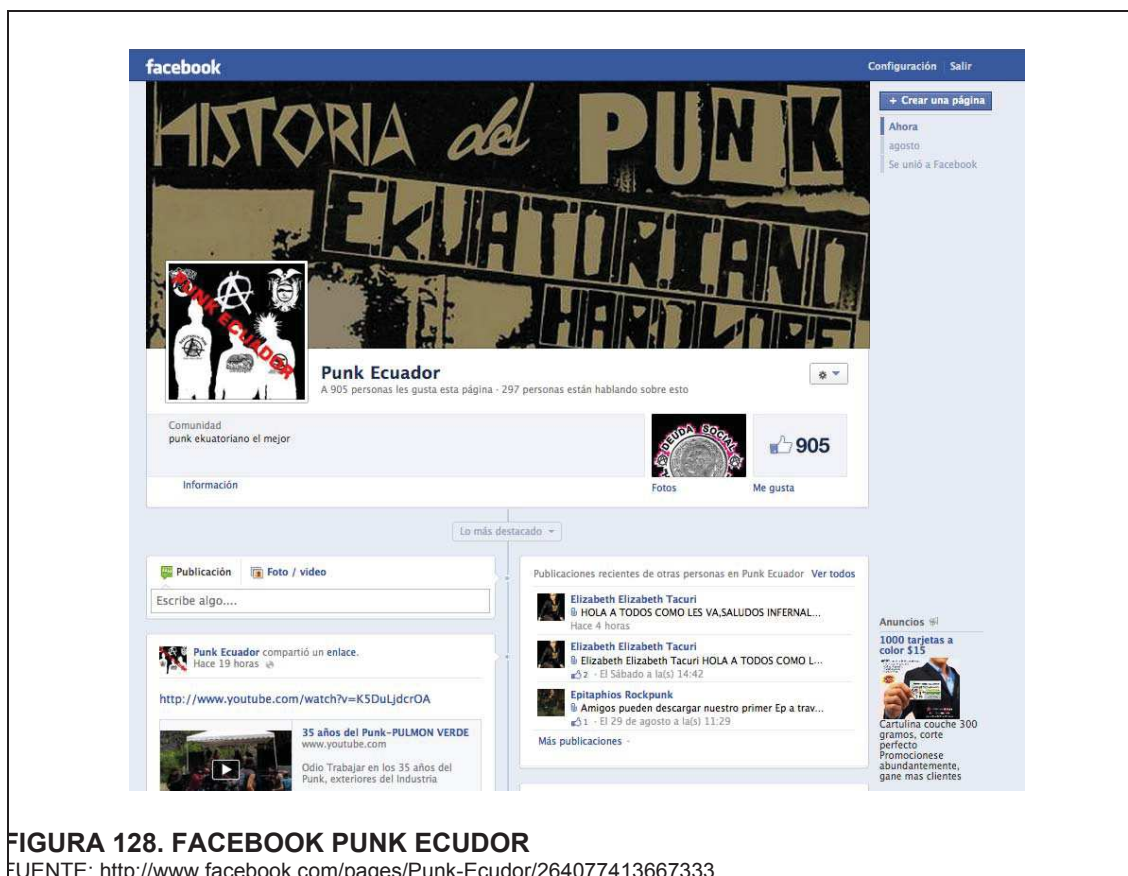 facebook
Configuración Salir
HISTORIA del PUNK
EKUATORIANO
HARDKORE
+ Crear una página
Ahora
agosto
Se unió a Facebook
PUNK ECUADOR
Punk Ecuador
A 905 personas les gusta esta página · 297 personas están hablando sobre esto
Comunidad
punk ekuatoriano el mejor
DEUDA SOCIAL
905
Información
Fotos
Me gusta
Lo más destacado
Publicación
Foto / video
Escribe algo....
Punk Ecuador compartió un enlace.
Hace 19 horas
http://www.youtube.com/watch?v=K5DuLjdcrOA
35 años del Punk-PULMON VERDE
www.youtube.com
Odio Trabajar en los 35 años del
Punk, exteriores del Industria
Publicaciones recientes de otras personas en Punk Ecuador Ver todos
Elizabeth Elizabeth Tacuri
HOLA A TODOS COMO LES VA,SALUDOS INFERNAL...
Hace 4 horas
Elizabeth Elizabeth Tacuri
Elizabeth Elizabeth Tacuri HOLA A TODOS COMO L...
2 · El Sábado a la(s) 14:42
Epitaphios Rockpunk
Amigos pueden descargar nuestro primer Ep a trav...
1 · El 29 de agosto a la(s) 11:29
Más publicaciones ·
Anuncios
1000 tarjetas a
color $15
Cartulina couche 300
gramos, corte
perfecto
Promocionese
abundantemente,
gane mas clientes
FIGURA 128. FACEBOOK PUNK ECUDOR
FUENTE: http://www.facebook.com/pages/Punk-Ecudor/264077413667333